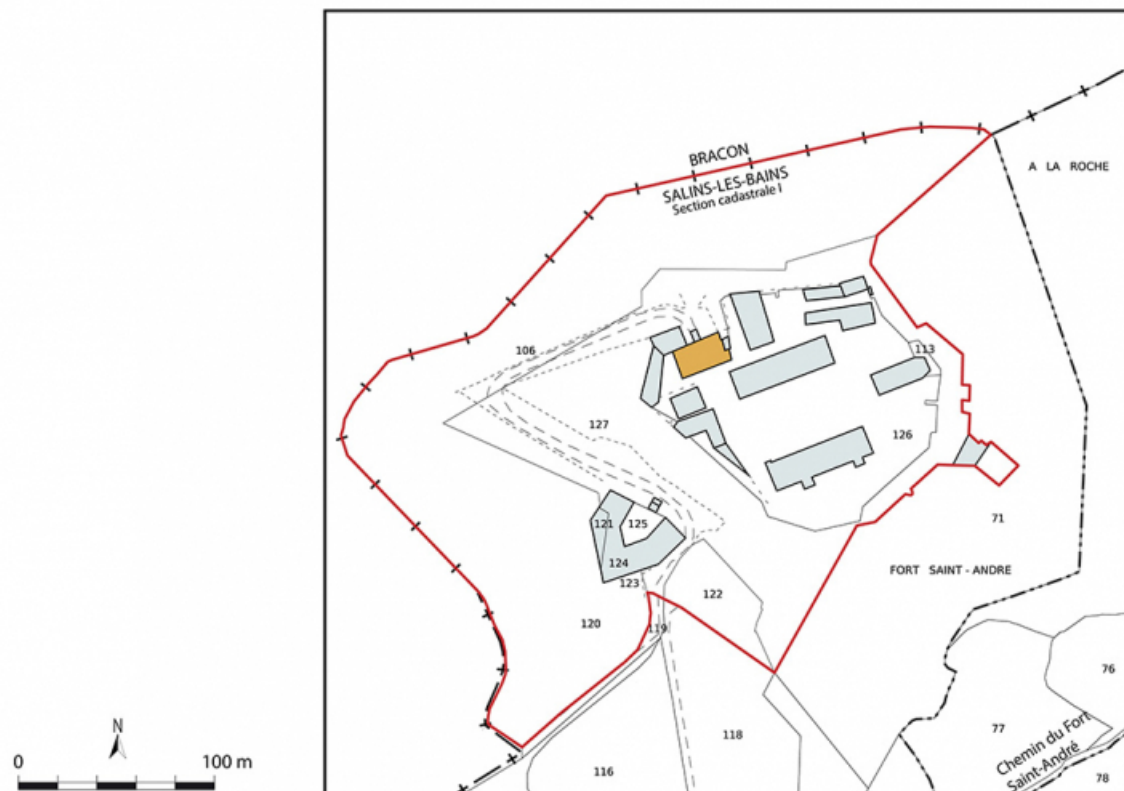 BRACON
SALINS-LES-BAINS
Section cadastrale I
A LA ROCHE
106
113
127
126
121
125
71
124
FORT SAINT - ANDRE
123
122
120
119
76
118
77
Chemin du Fort
Saint-André
116
78
N
0 100 m